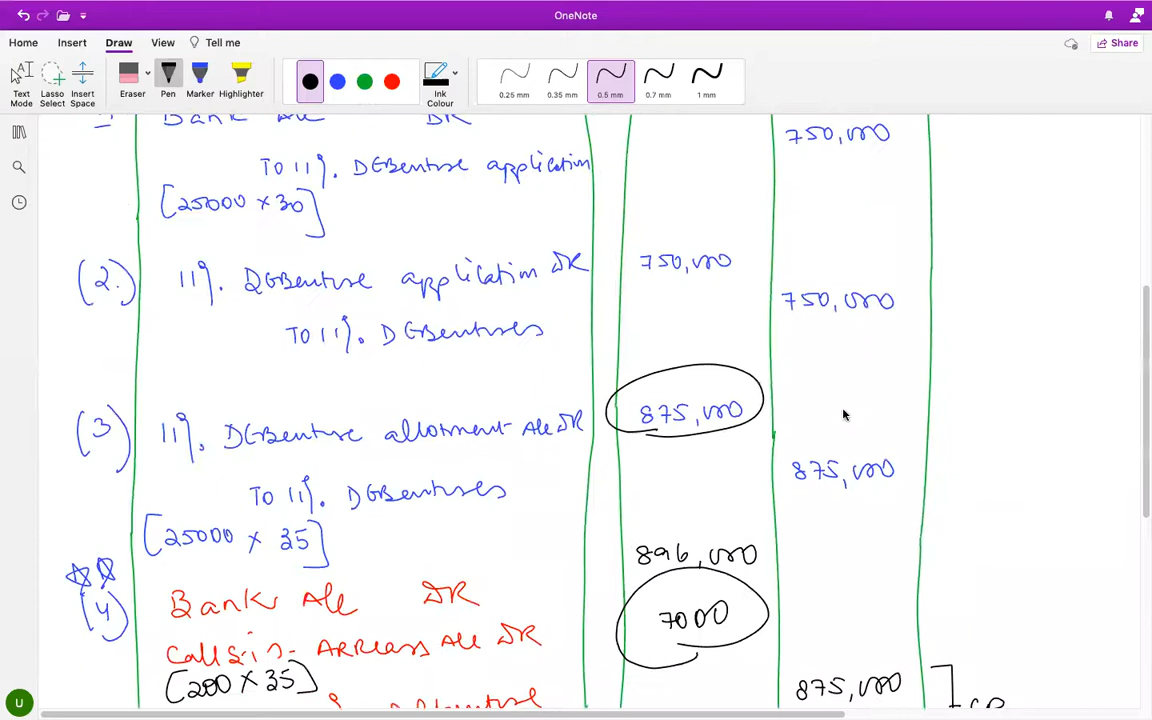 OneNote
Home Insert Draw View Tell me Share
Text Mode Lasso Select Insert Space Eraser Pen Marker Highlighter Ink Colour 0.25 mm 0.35 mm 0.5 mm 0.7 mm 1 mm
Bank A/c DR 750,000
TO 11%. DEBenture application
[25000 × 30]
(2.) 11%. DEBenture application DR 750,000
TO 11%. DEBentures 750,000
(3) 11%. DEBenture allotment A/c DR 875,000
TO 11%. DEBentures 875,000
[25000 × 35]
896,000
(4) Bank A/c DR 7000
Calls-in-ARREARS A/c DR
[200 × 35] 875,000
U